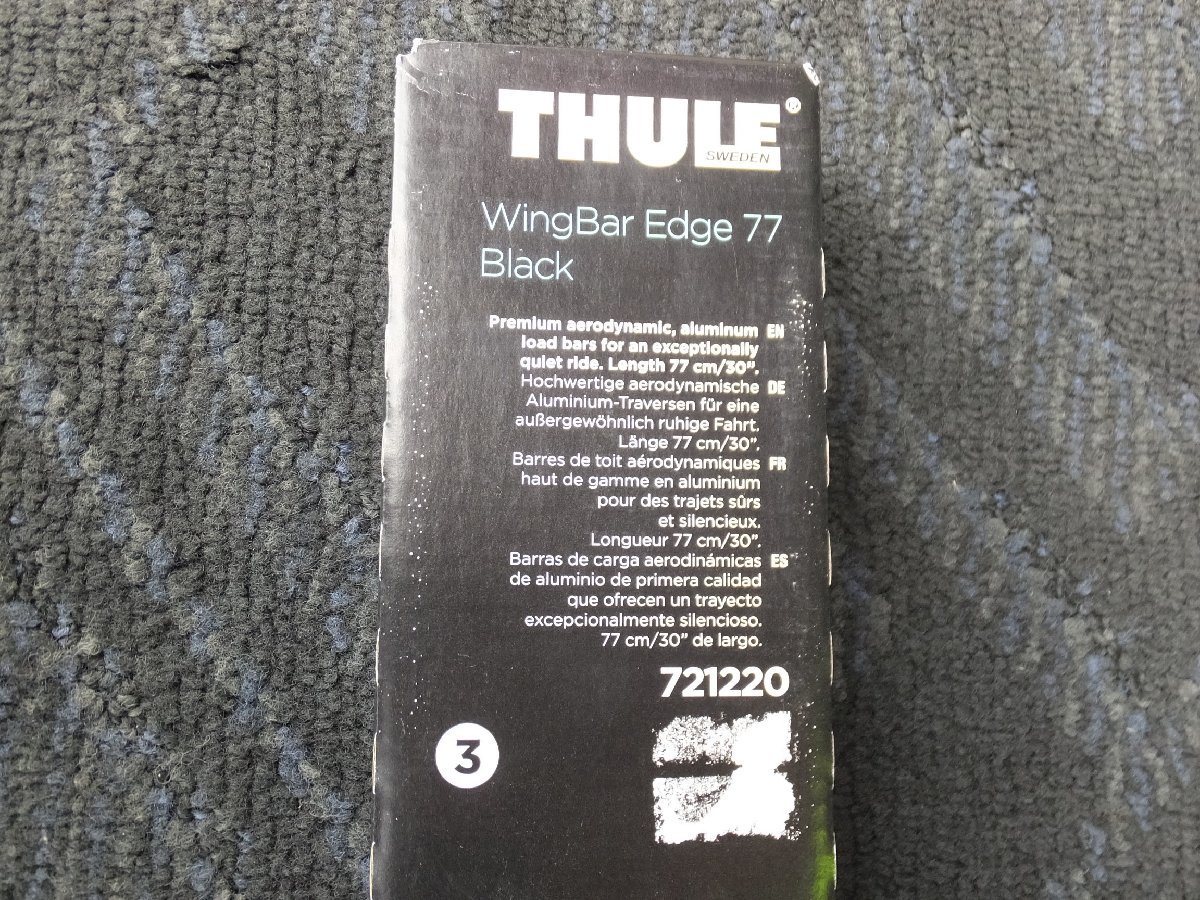 THULE®
SWEDEN
WingBar Edge 77
Black
Premium aerodynamic, aluminum EN
load bars for an exceptionally
quiet ride. Length 77 cm/30”.
Hochwertige aerodynamische DE
Aluminium-Traversen für eine
außergewöhnlich ruhige Fahrt.
Länge 77 cm/30”.
Barres de toit aérodynamiques FR
haut de gamme en aluminium
pour des trajets sûrs
et silencieux.
Longueur 77 cm/30”.
Barras de carga aerodinámicas ES
de aluminio de primera calidad
que ofrecen un trayecto
excepcionalmente silencioso.
77 cm/30” de largo.
721220
3